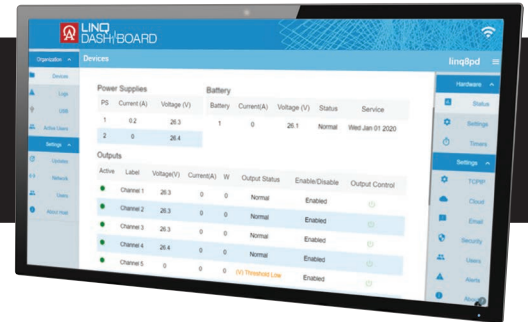 LINQ
DASH BOARD
Organization
Devices
linq8pd
Devices
Logs
USB
Active Users
Settings
Updates
Network
Users
Power Supplies
PS Current (A) Voltage (V)
1 0.2 26.3
2 0 26.4
Battery
Battery Current(A) Voltage (V) Status Service
1 0 26.1 Normal Wed Jan 01 2020
Outputs
Active Label Voltage(V) Current(A) W Output Status Enable/Disable Output Control
Channel 1 26.3 0 0 Normal Enabled
Channel 2 26.3 0 0 Normal Enabled
Channel 3 26.3 0 0 Normal Enabled
Channel 4 26.4 0 0 Normal Enabled
Channel 5 0 0 0 (V) Threshold Low Enabled
Hardware
Status
Settings
Timers
Settings
TCP/IP
Cloud
Email
Security
Users
Alerts
About